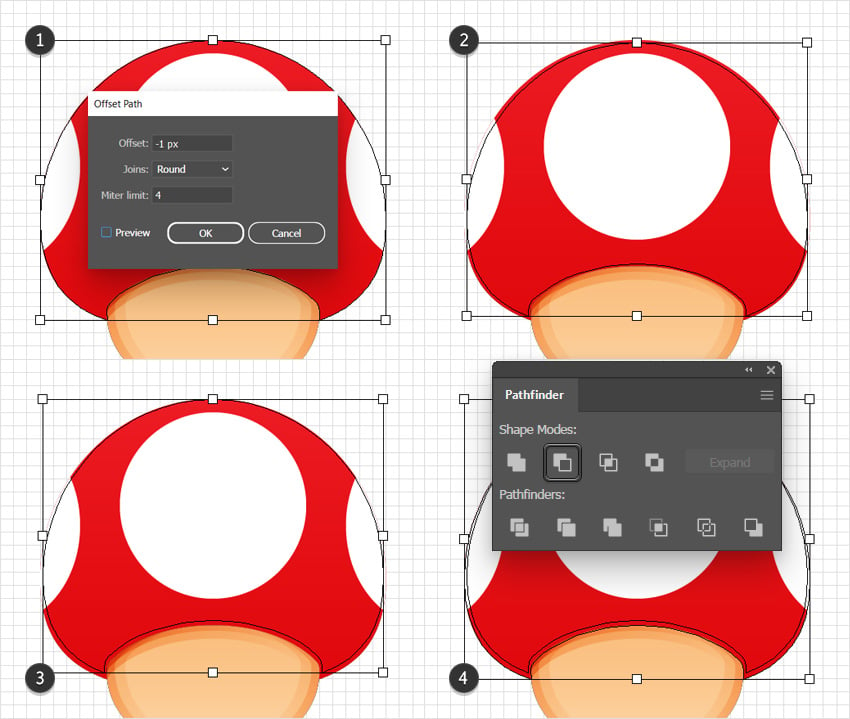 1
Offset Path
Offset: -1 px
Joins: Round
Miter limit: 4
Preview OK Cancel
2
3
Pathfinder
Shape Modes:
Expand
Pathfinders:
4